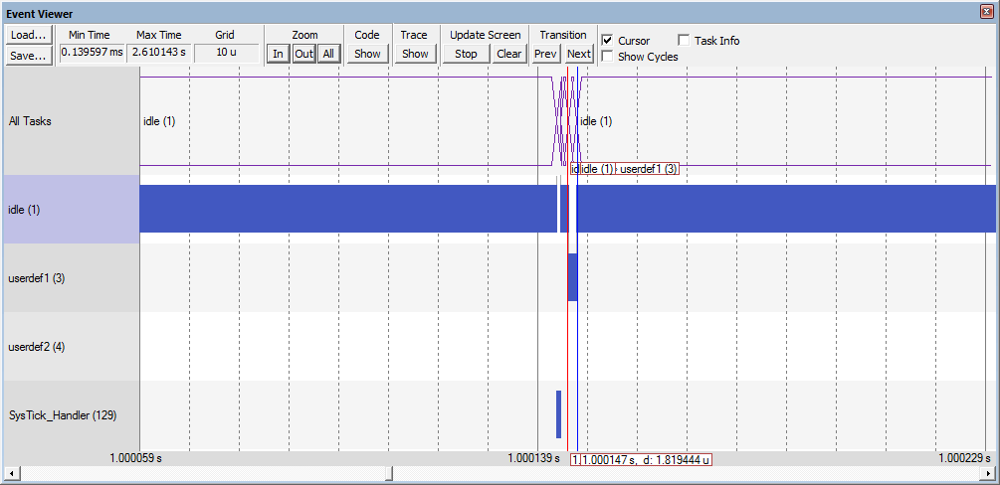 Event Viewer
Load... Min Time Max Time Grid Zoom Code Trace Update Screen Transition Cursor Task Info
Save... 0.139597 ms 2.610143 s 10 u In Out All Show Show Stop Clear Prev Next Show Cycles
All Tasks idle (1) idle (1)
idle (1) userdef1 (3)
idle (1)
userdef1 (3)
userdef2 (4)
SysTick_Handler (129)
1.000059 s 1.000139 s 1.000147 s, d: 1.819444 u 1.000229 s